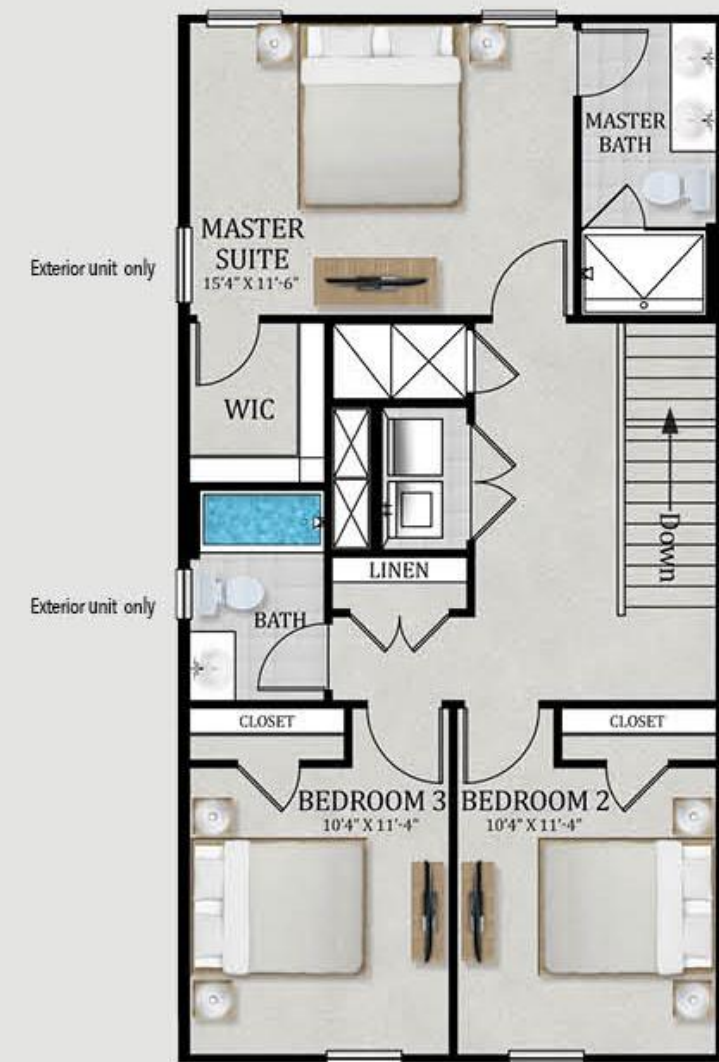 MASTER
BATH
MASTER
SUITE
15'4" X 11'-6"
Exterior unit only
WIC
Down
LINEN
Exterior unit only
BATH
CLOSET
CLOSET
BEDROOM 3
10'4" X 11'-4"
BEDROOM 2
10'4" X 11'-4"